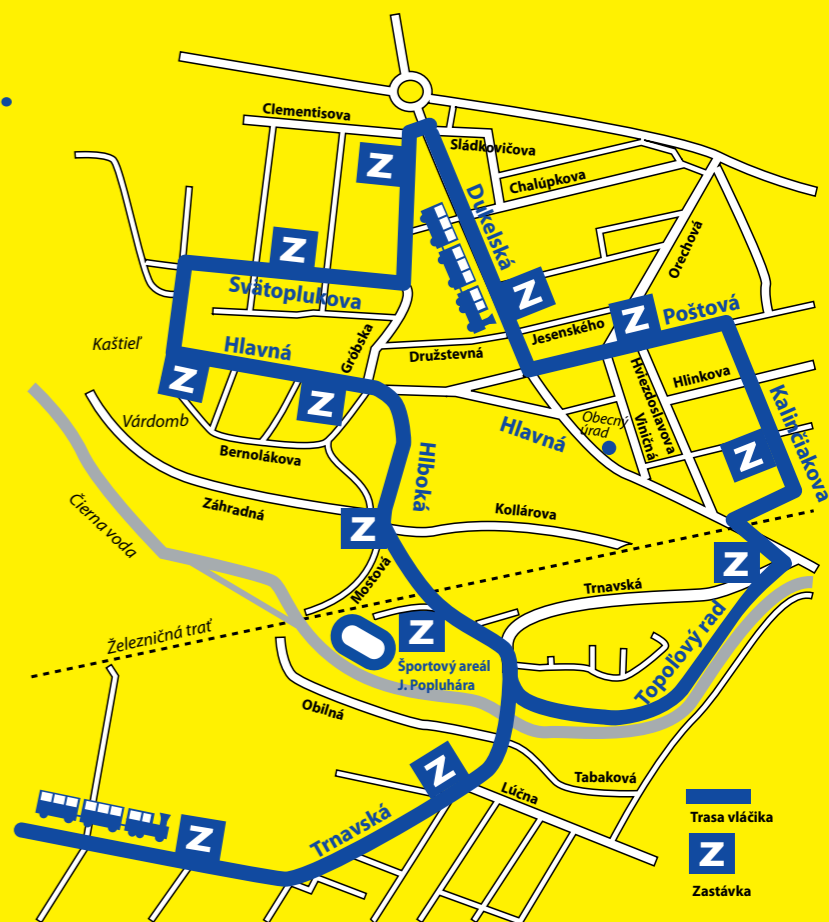 Clementisova
Sládkovičova
Z
Chalúpkova
Dukelská
Orechová
Z
Svätoplukova
Z
Z
Poštová
Jesenského
Kaštieľ
Hlavná
Gróbska
Družstevná
Hviezdoslavova
Hlinkova
Z
Z
Kalinčiakova
Várdomb
Hlavná
Obecný
úrad
Viničná
Bernolákova
Hlboká
Z
Čierna voda
Záhradná
Kollárova
Z
Z
Mostová
Trnavská
Železničná trať
Z
Športový areál
J. Popluhára
Topoľový rad
Obilná
Z
Tabaková
Lúčna
Trnavská
Z
Trasa vláčika
Z
Zastávka